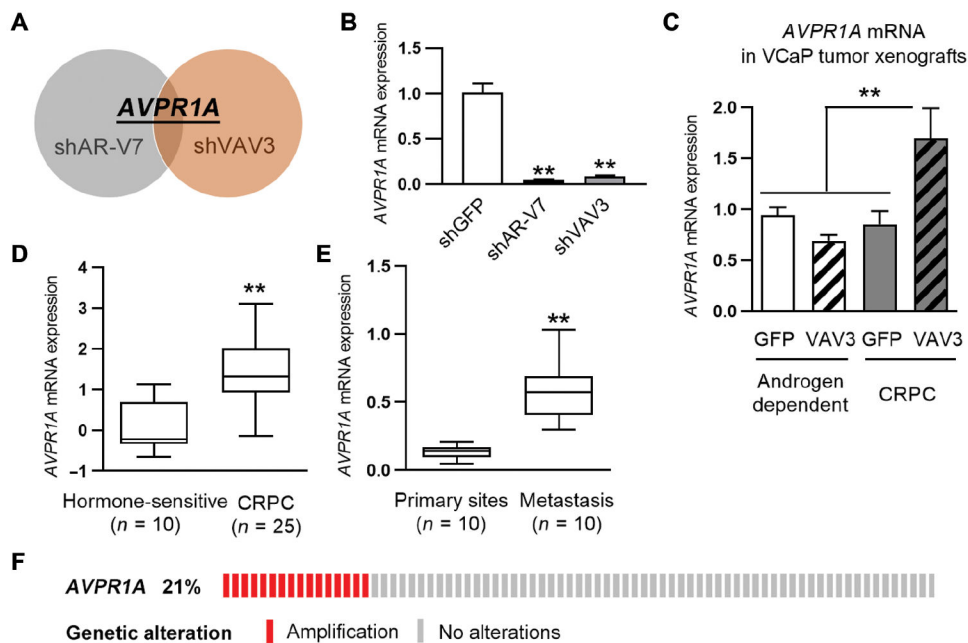 A
AVPR1A
shAR-V7
shVAV3
B
AVPR1A mRNA expression
1.5
1.0
0.5
0.0
**
**
shGFP
shAR-V7
shVAV3
C
AVPR1A mRNA
in VCaP tumor xenografts
AVPR1A mRNA expression
2.0
1.5
1.0
0.5
0.0
**
GFP VAV3 GFP VAV3
Androgen
dependent
CRPC
D
AVPR1A mRNA expression
4
3
2
1
0
–1
**
Hormone-sensitive
(n = 10)
CRPC
(n = 25)
E
AVPR1A mRNA expression
1.5
1.0
0.5
0.0
**
Primary sites
(n = 10)
Metastasis
(n = 10)
F
AVPR1A 21%
Genetic alteration Amplification No alterations